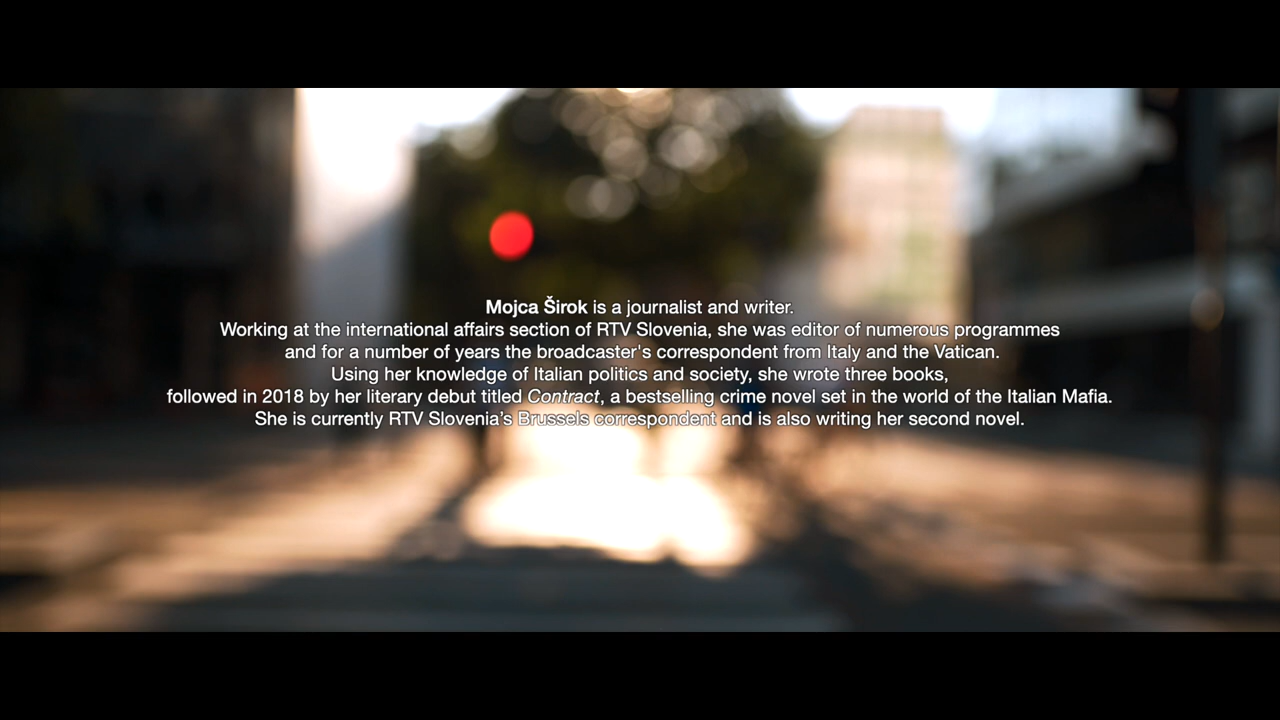 Mojca Širok is a journalist and writer.
Working at the international affairs section of RTV Slovenia, she was editor of numerous programmes
and for a number of years the broadcaster's correspondent from Italy and the Vatican.
Using her knowledge of Italian politics and society, she wrote three books,
followed in 2018 by her literary debut titled Contract, a bestselling crime novel set in the world of the Italian Mafia.
She is currently RTV Slovenia’s Brussels correspondent and is also writing her second novel.